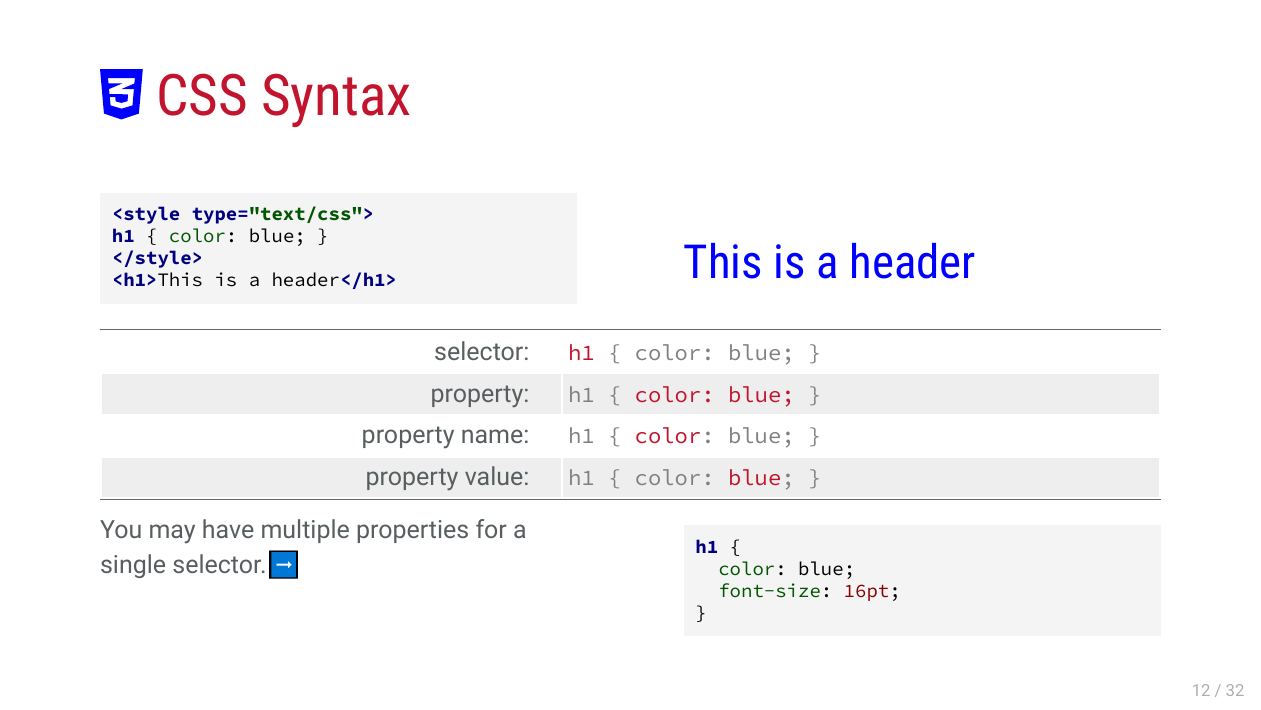 CSS Syntax
<style type="text/css">
h1 { color: blue; }
</style>
<h1>This is a header</h1>
This is a header
selector: h1 { color: blue; }
property: h1 { color: blue; }
property name: h1 { color: blue; }
property value: h1 { color: blue; }
You may have multiple properties for a
single selector. ➡
h1 {
  color: blue;
  font-size: 16pt;
}
12 / 32